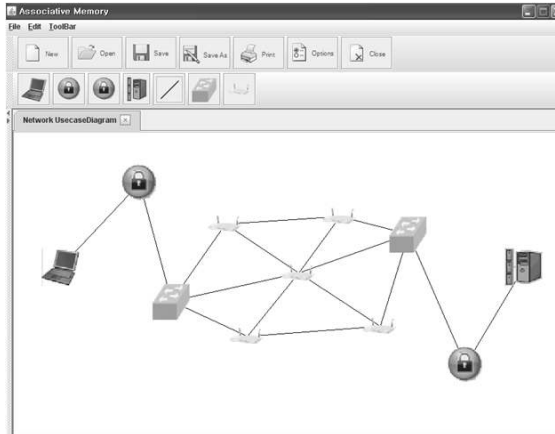 Associative Memory
File Edit ToolBar
New Open Save Save As Print Options Close
Network UsecaseDiagram